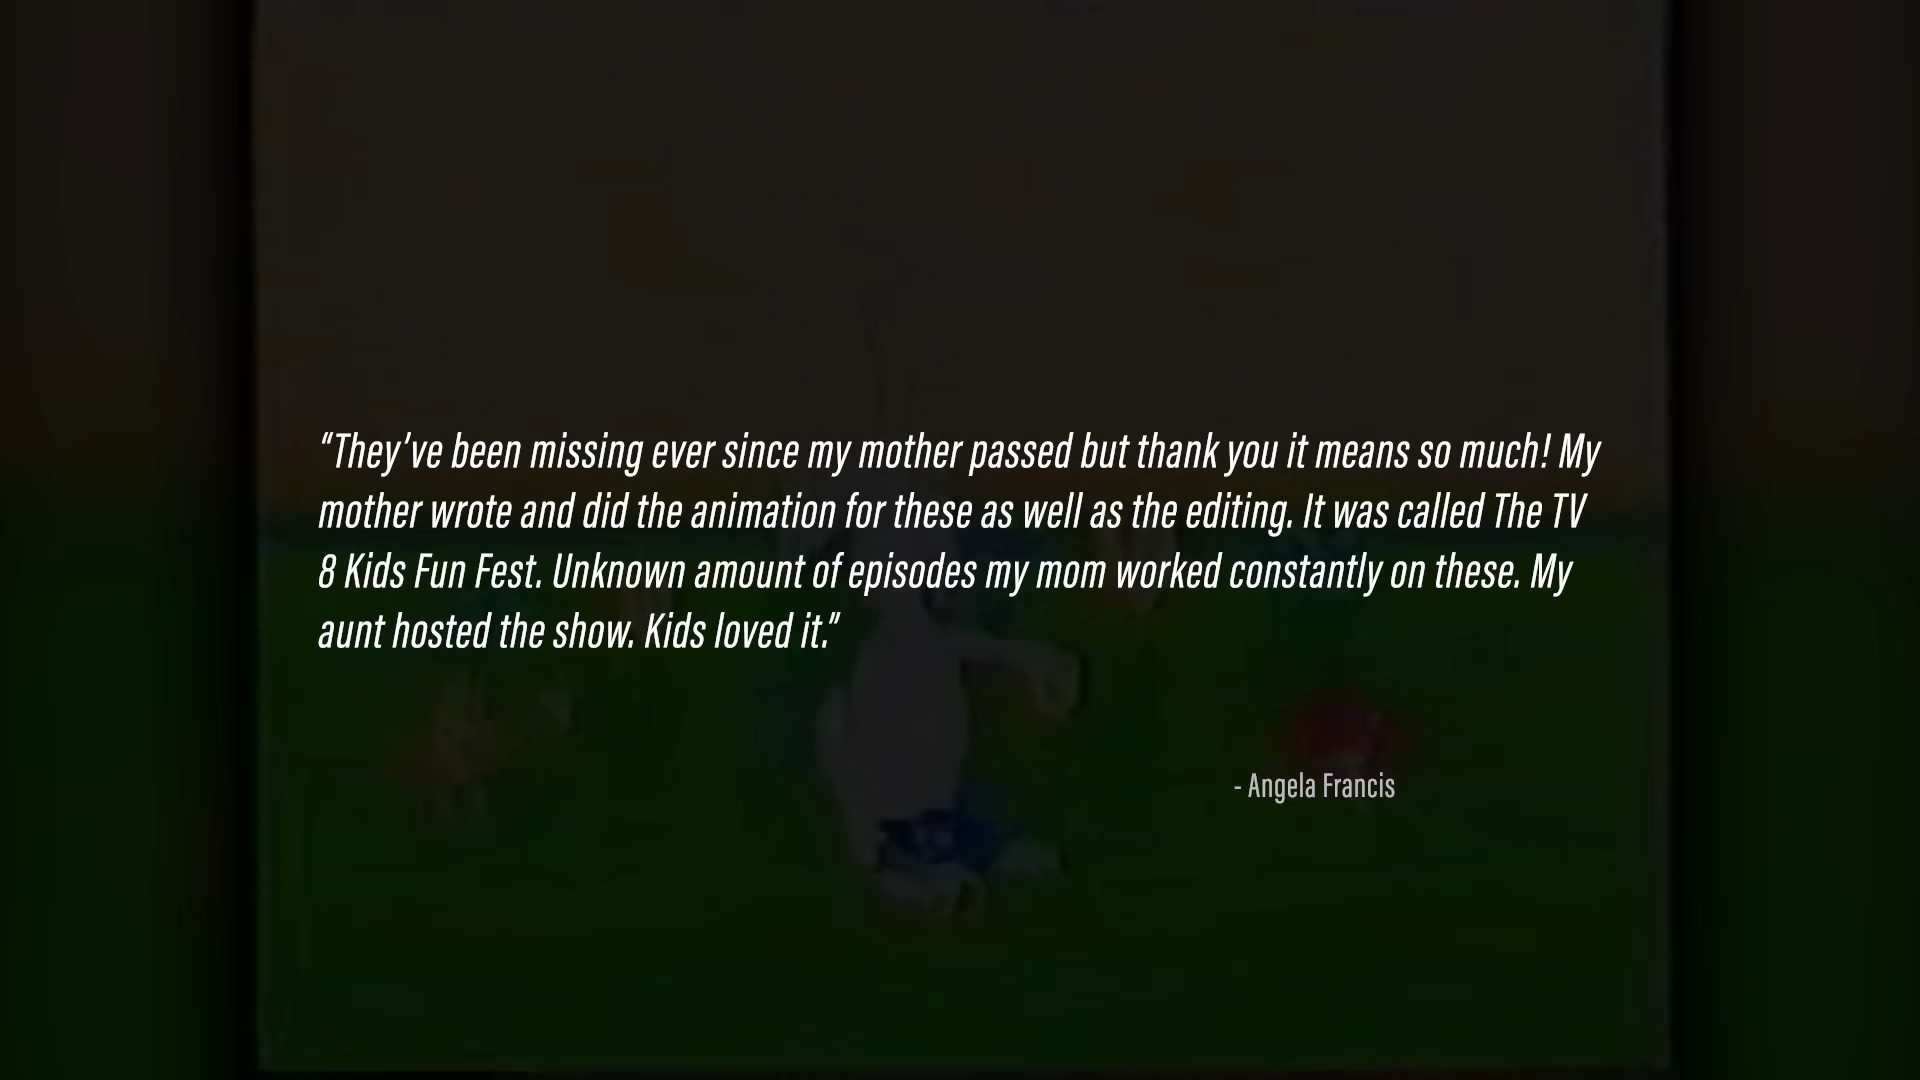 “They’ve been missing ever since my mother passed but thank you it means so much! My
mother wrote and did the animation for these as well as the editing. It was called The TV
8 Kids Fun Fest. Unknown amount of episodes my mom worked constantly on these. My
aunt hosted the show. Kids loved it.”
- Angela Francis